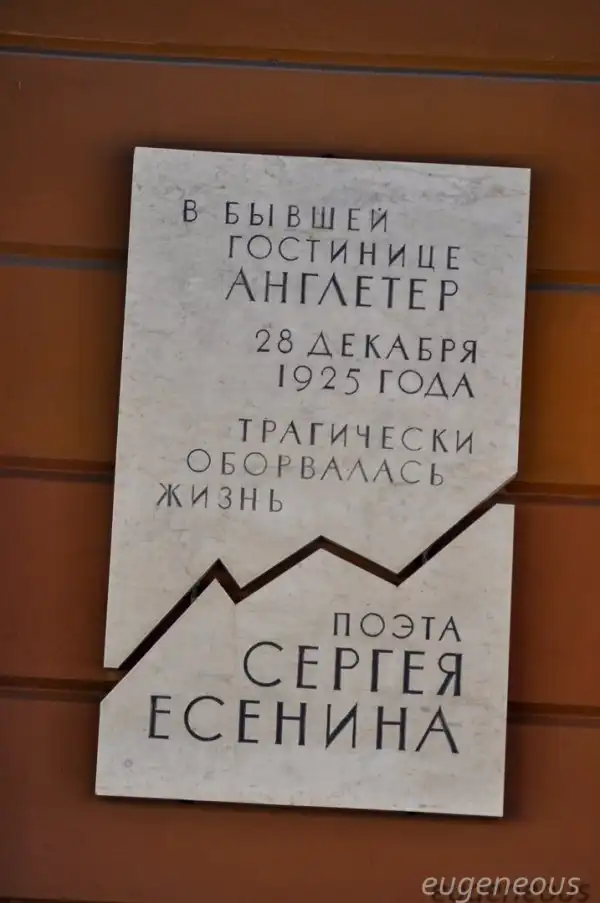 В БЫВШЕЙ
ГОСТИНИЦЕ
АНГЛЕТЕР
28 ДЕКАБРЯ
1925 ГОДА
ТРАГИЧЕСКИ
ОБОРВАЛАСЬ
ЖИЗНЬ
ПОЭТА
СЕРГЕЯ
ЕСЕНИНА
eugeneous